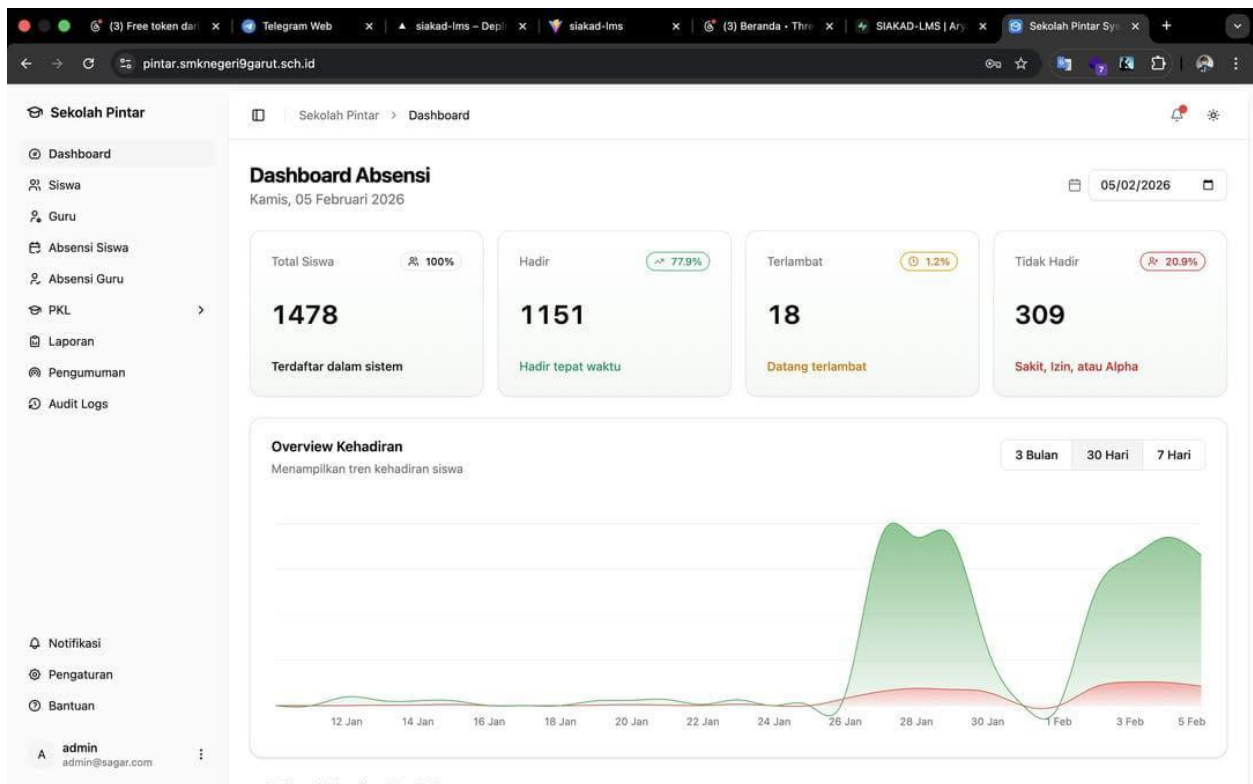 (3) Free token dari
Telegram Web
siakad-lms – Deplo
siakad-lms
(3) Beranda • Thre
SIAKAD-LMS | Ary
Sekolah Pintar Sys
pintar.smknegeri9garut.sch.id
7
Sekolah Pintar
Dashboard
Siswa
Guru
Absensi Siswa
Absensi Guru
PKL
Laporan
Pengumuman
Audit Logs
Notifikasi
Pengaturan
Bantuan
A
admin
admin@sagar.com
Sekolah Pintar > Dashboard
Dashboard Absensi
Kamis, 05 Februari 2026
05/02/2026
Total Siswa 100%
1478
Terdaftar dalam sistem
Hadir 77.9%
1151
Hadir tepat waktu
Terlambat 1.2%
18
Datang terlambat
Tidak Hadir 20.9%
309
Sakit, Izin, atau Alpha
Overview Kehadiran
Menampilkan tren kehadiran siswa
3 Bulan 30 Hari 7 Hari
12 Jan 14 Jan 16 Jan 18 Jan 20 Jan 22 Jan 24 Jan 26 Jan 28 Jan 30 Jan 1 Feb 3 Feb 5 Feb